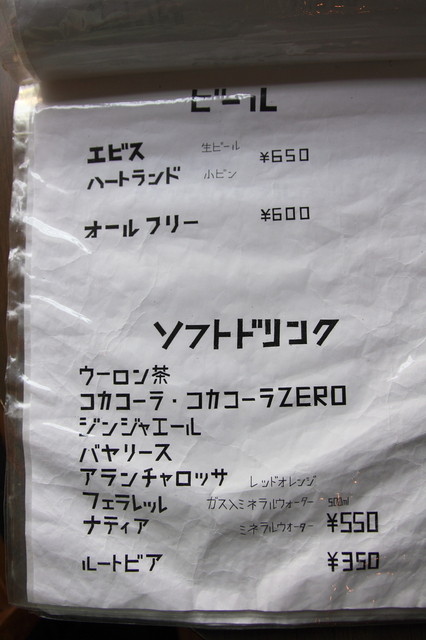 ビール
エビス 生ビール ¥650
ハートランド 小ビン
オールフリー ¥600
ソフトドリンク
ウーロン茶
コカコーラ・コカコーラZERO
ジンジャエール
バヤリース
アランチャロッサ レッドオレンジ
フェラレッル ガス入ミネラルウォーター 500ml
ナティア ミネラルウォーター ¥550
ルートビア ¥350